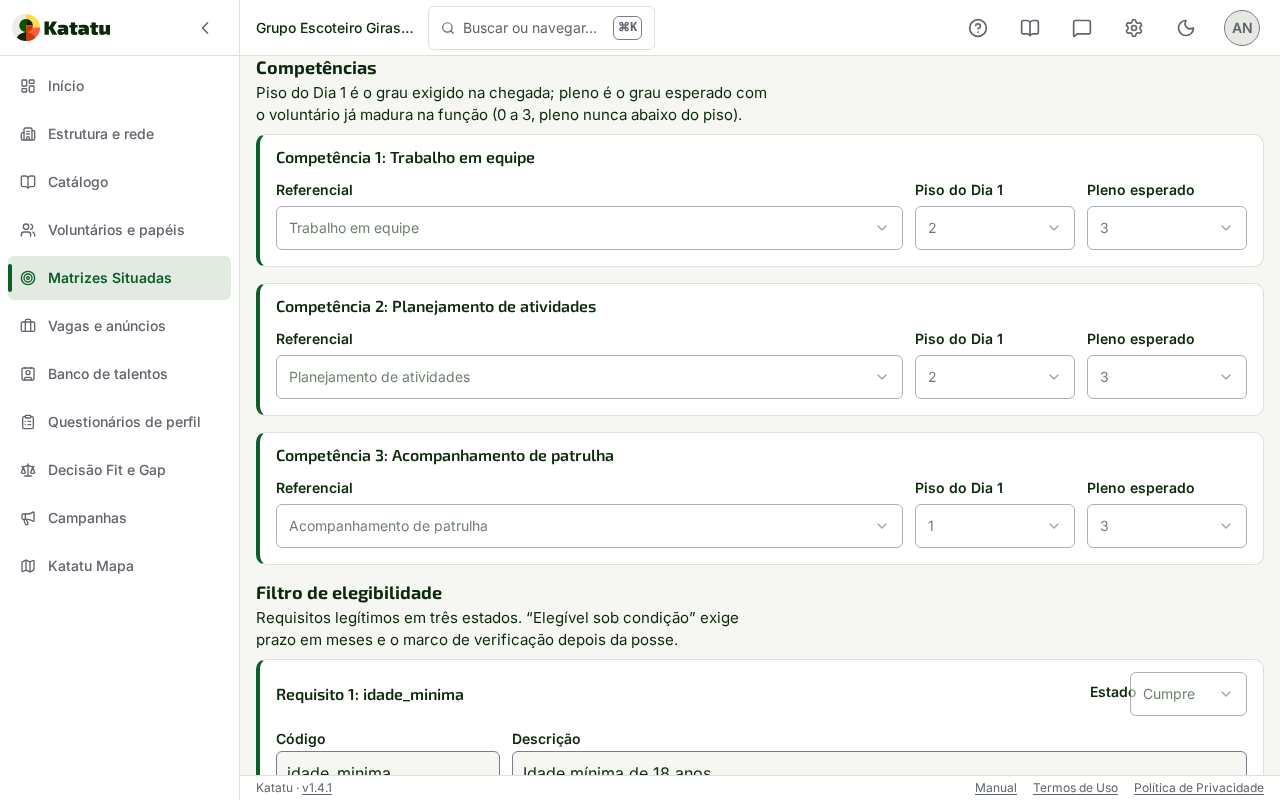 Katatu
Grupo Escoteiro Giras...
Buscar ou navegar...
⌘K
AN
Início
Estrutura e rede
Catálogo
Voluntários e papéis
Matrizes Situadas
Vagas e anúncios
Banco de talentos
Questionários de perfil
Decisão Fit e Gap
Campanhas
Katatu Mapa
Competências
Piso do Dia 1 é o grau exigido na chegada; pleno é o grau esperado com
o voluntário já madura na função (0 a 3, pleno nunca abaixo do piso).
Competência 1: Trabalho em equipe
Referencial
Piso do Dia 1
Pleno esperado
Trabalho em equipe
2
3
Competência 2: Planejamento de atividades
Referencial
Piso do Dia 1
Pleno esperado
Planejamento de atividades
2
3
Competência 3: Acompanhamento de patrulha
Referencial
Piso do Dia 1
Pleno esperado
Acompanhamento de patrulha
1
3
Filtro de elegibilidade
Requisitos legítimos em três estados. “Elegível sob condição” exige
prazo em meses e o marco de verificação depois da posse.
Requisito 1: idade_minima
Estado
Cumpre
Código
Descrição
idade_minima
Idade mínima de 18 anos
Katatu · v1.4.1
Manual
Termos de Uso
Política de Privacidade